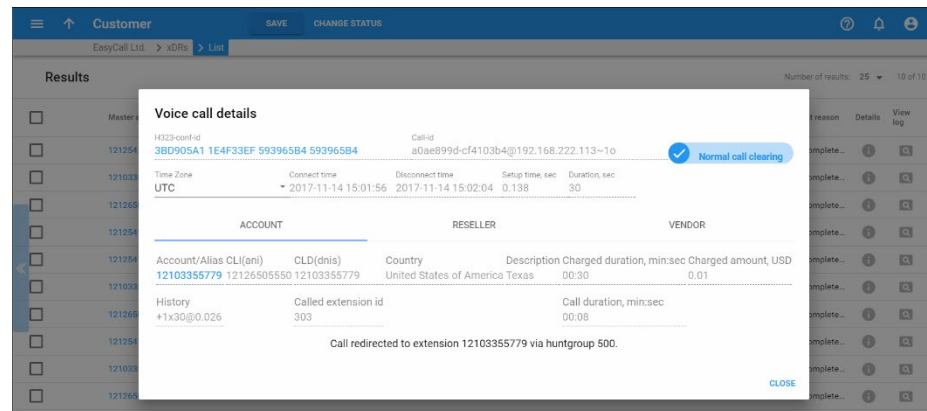 Customer SAVE CHANGE STATUS
EasyCall Ltd. > xDRs > List
Results Number of results: 25 10 of 10
Master Details View
log
Voice call details
H323-conf-id Call-id
3BD905A1 1E4F33EF 593965B4 593965B4 a0ae899d-cf4103b4@192.168.222.113~1o Normal call clearing
Time Zone Connect time Disconnect time Setup time, sec Duration, sec
UTC 2017-11-14 15:01:56 2017-11-14 15:02:04 0.138 30
ACCOUNT RESELLER VENDOR
Account/Alias CLI(ani) CLD(dnis) Country Description Charged duration, min:sec Charged amount, USD
12103355779 12126505550 12103355779 United States of America Texas 00:30 0.01
History Called extension id Call duration, min:sec
+1x30@0.026 303 00:08
Call redirected to extension 12103355779 via huntgroup 500.
CLOSE